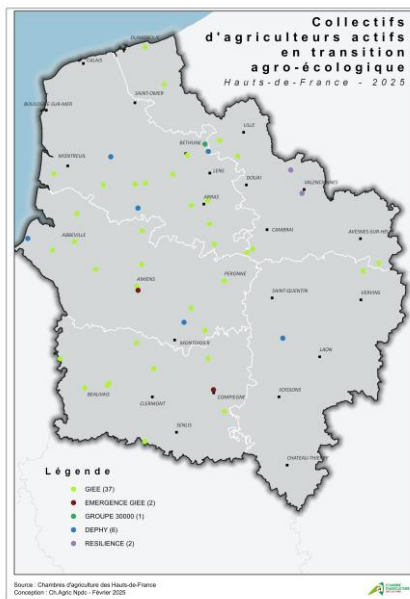 Collectifs
d'agriculteurs actifs
en transition
agro-écologique
Hauts-de-France - 2025
DUNKERQUE
CALAIS
SAINT-OMER
BOULOGNE-SUR-MER
LILLE
BETHUNE
MONTREUIL
LENS
DOUAI
VALENCIENNES
ARRAS
CAMBRAI
AVESNES-SUR-HELPE
ABBEVILLE
PERONNE
AMIENS
SAINT-QUENTIN
VERVINS
MONTDIDIER
LAON
BEAUVAIS
CLERMONT
COMPIEGNE
SOISSONS
SENLIS
CHATEAU-THIERRY
Légende
GIEE (37)
EMERGENCE GIEE (2)
GROUPE 30000 (1)
DEPHY (6)
RESILIENCE (2)
Source : Chambres d'agriculture des Hauts-de-France
Conception : Ch.Agric Npdc - Février 2025